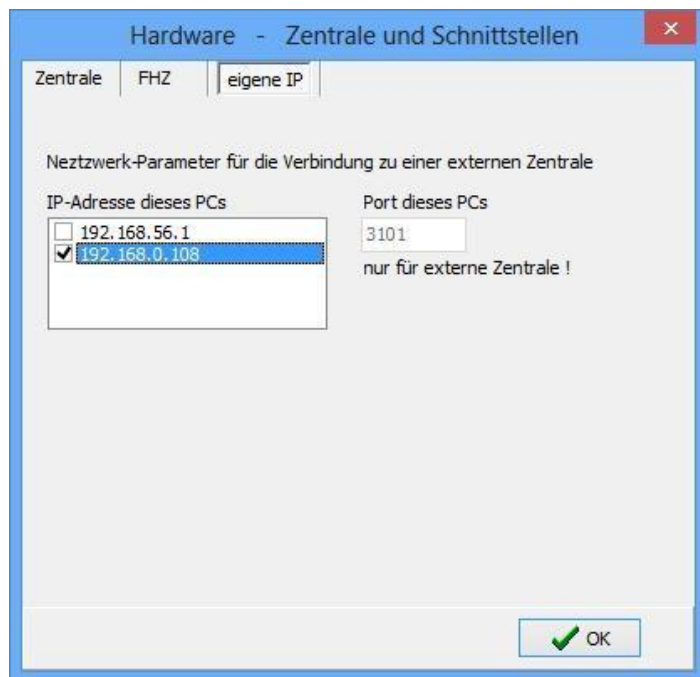 Hardware - Zentrale und Schnittstellen
Zentrale FHZ eigene IP
Neztzwerk-Parameter für die Verbindung zu einer externen Zentrale
IP-Adresse dieses PCs
192.168.56.1
192.168.0.108
Port dieses PCs
3101
nur für externe Zentrale !
OK